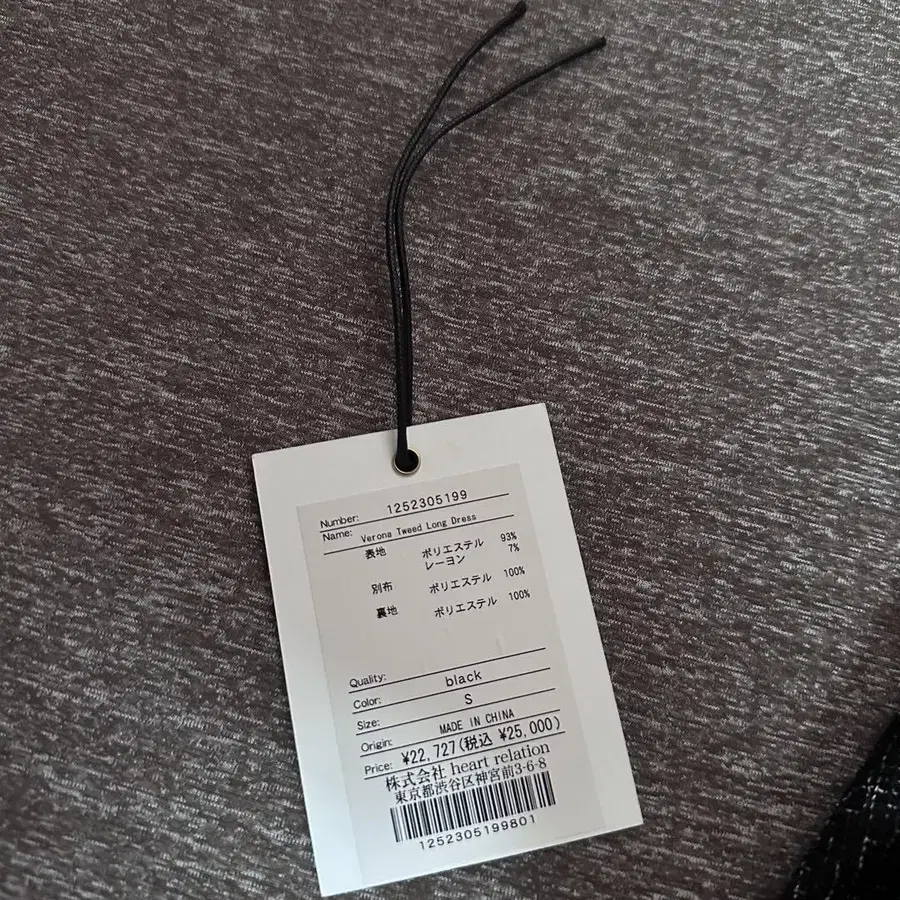 Number: 1252305199
Name: Verona Tweed Long Dress
表地 ポリエステル 93%
レーヨン 7%
別布 ポリエステル 100%
裏地 ポリエステル 100%
Quality:
Color: black
Size: S
Origin: MADE IN CHINA
Price: ¥22,727(税込 ¥25,000)
株式会社 heart relation
東京都渋谷区神宮前3-6-8
1252305199801